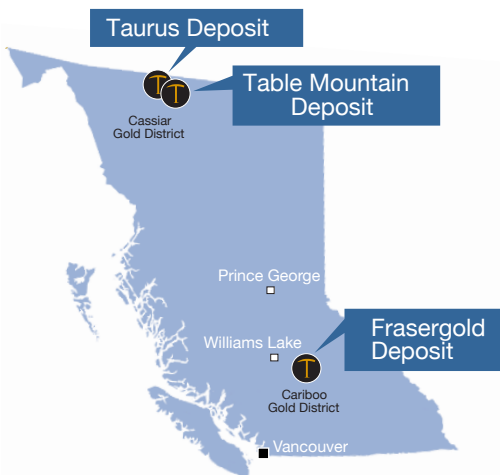 Taurus Deposit
Table Mountain
Deposit
Cassiar
Gold District
Prince George
Frasergold
Deposit
Williams Lake
Cariboo
Gold District
Vancouver